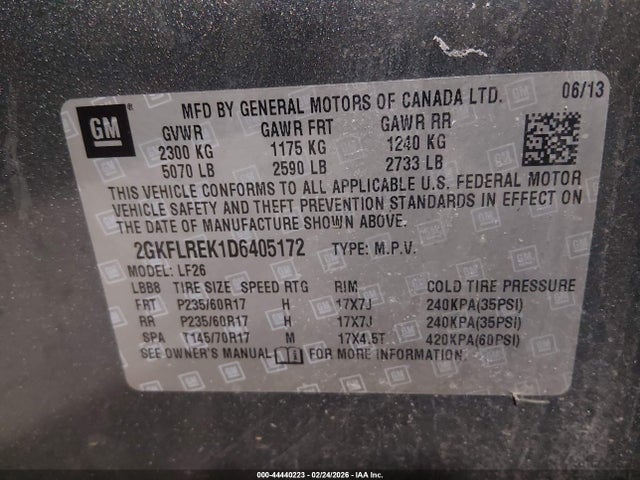 GM
®
MFD BY GENERAL MOTORS OF CANADA LTD. 06/13
GVWR GAWR FRT GAWR RR
2300 KG 1175 KG 1240 KG
5070 LB 2590 LB 2733 LB
THIS VEHICLE CONFORMS TO ALL APPLICABLE U.S. FEDERAL MOTOR
VEHICLE SAFETY AND THEFT PREVENTION STANDARDS IN EFFECT ON
THE DATE OF MANUFACTURE SHOWN ABOVE.
2GKFLREK1D6405172 TYPE: M.P.V.
MODEL: LF26
LBB8 TIRE SIZE SPEED RTG RIM COLD TIRE PRESSURE
FRT P235/60R17 H 17X7J 240KPA(35PSI)
RR P235/60R17 H 17X7J 240KPA(35PSI)
SPA T145/70R17 M 17X4.5T 420KPA(60PSI)
SEE OWNER'S MANUAL FOR MORE INFORMATION.
000-44440223 - 02/24/2026 - IAA Inc.